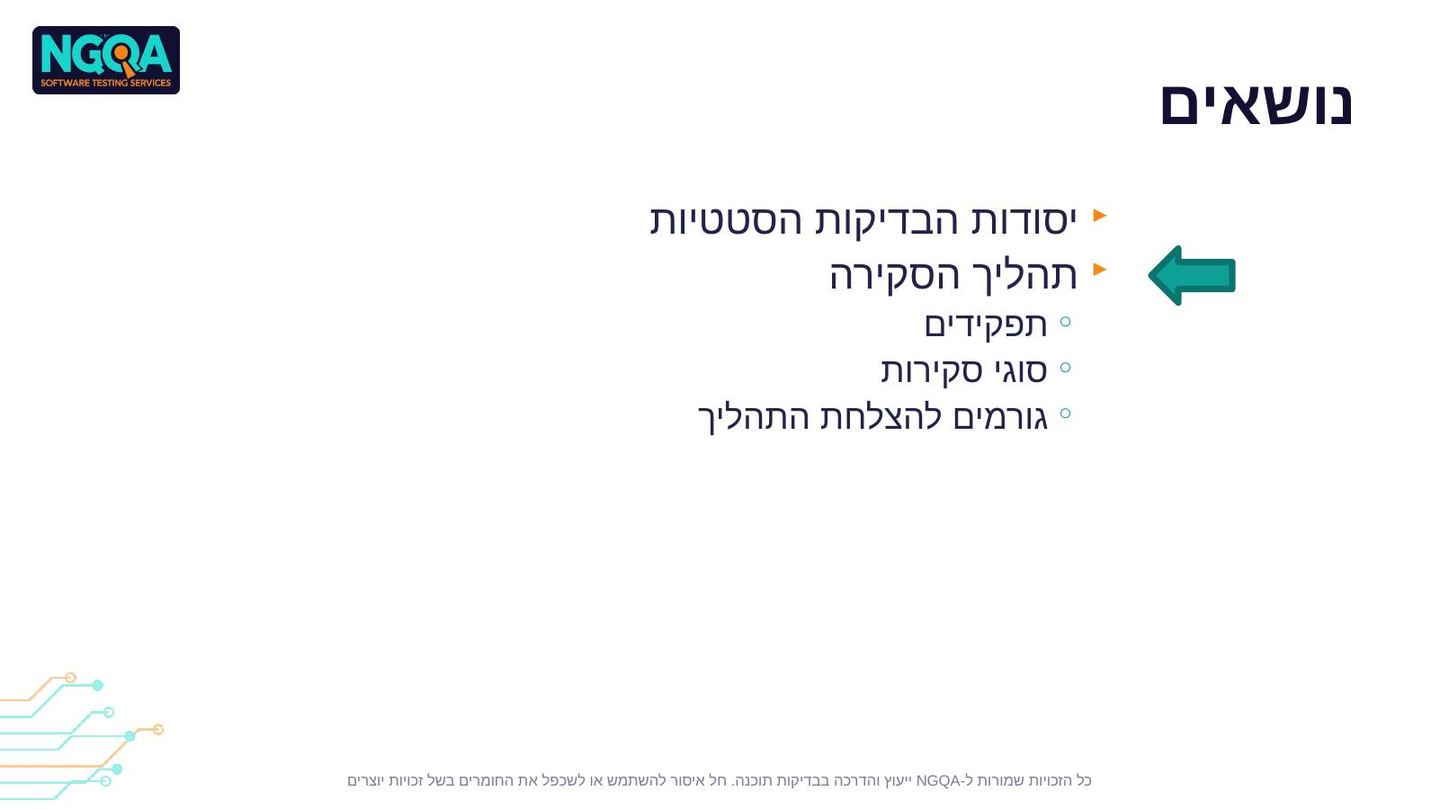 NGQA
SOFTWARE TESTING SERVICES
נושאים
יסודות הבדיקות הסטטיות
תהליך הסקירה
תפקידים
סוגי סקירות
גורמים להצלחת התהליך
כל הזכויות שמורות ל-NGQA ייעוץ והדרכה בבדיקות תוכנה. חל איסור להשתמש או לשכפל את החומרים בשל זכויות יוצרים